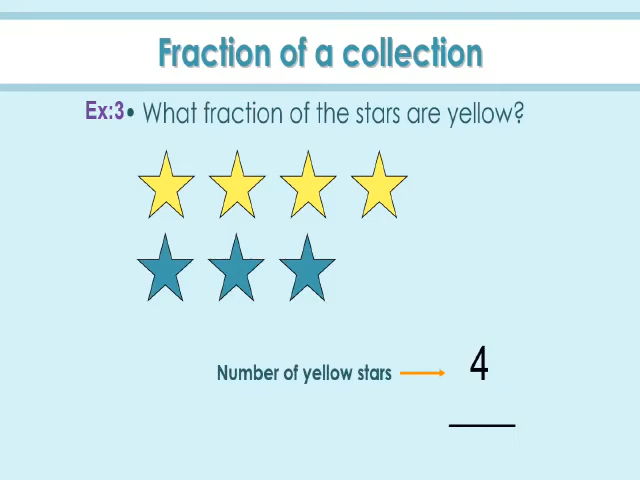 Fraction of a collection
Ex:3• What fraction of the stars are yellow?
Number of yellow stars 4